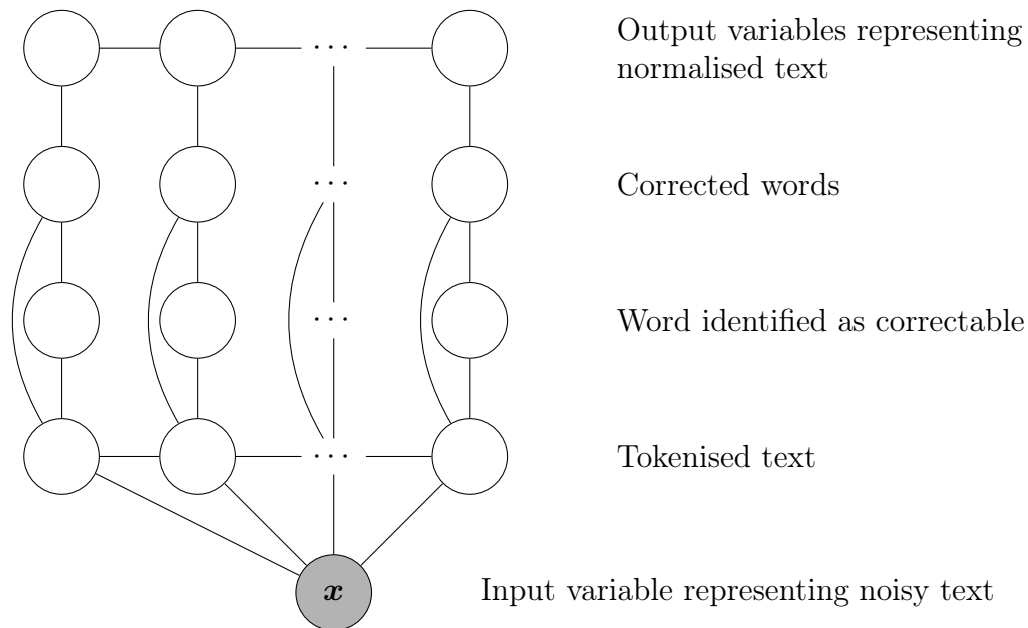 Output variables representing
normalised text
···
Corrected words
···
Word identified as correctable
···
Tokenised text
···
x
Input variable representing noisy text